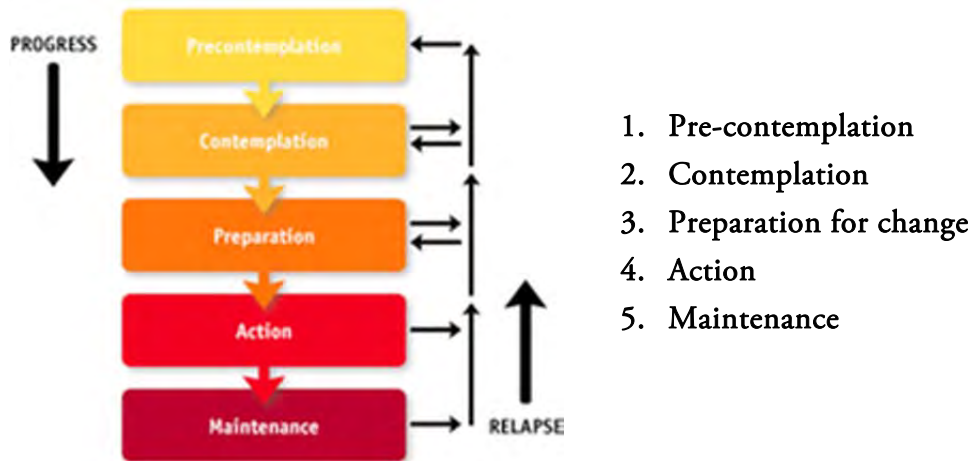 PROGRESS
Precontemplation
Contemplation
Preparation
Action
Maintenance
RELAPSE
1. Pre-contemplation
2. Contemplation
3. Preparation for change
4. Action
5. Maintenance